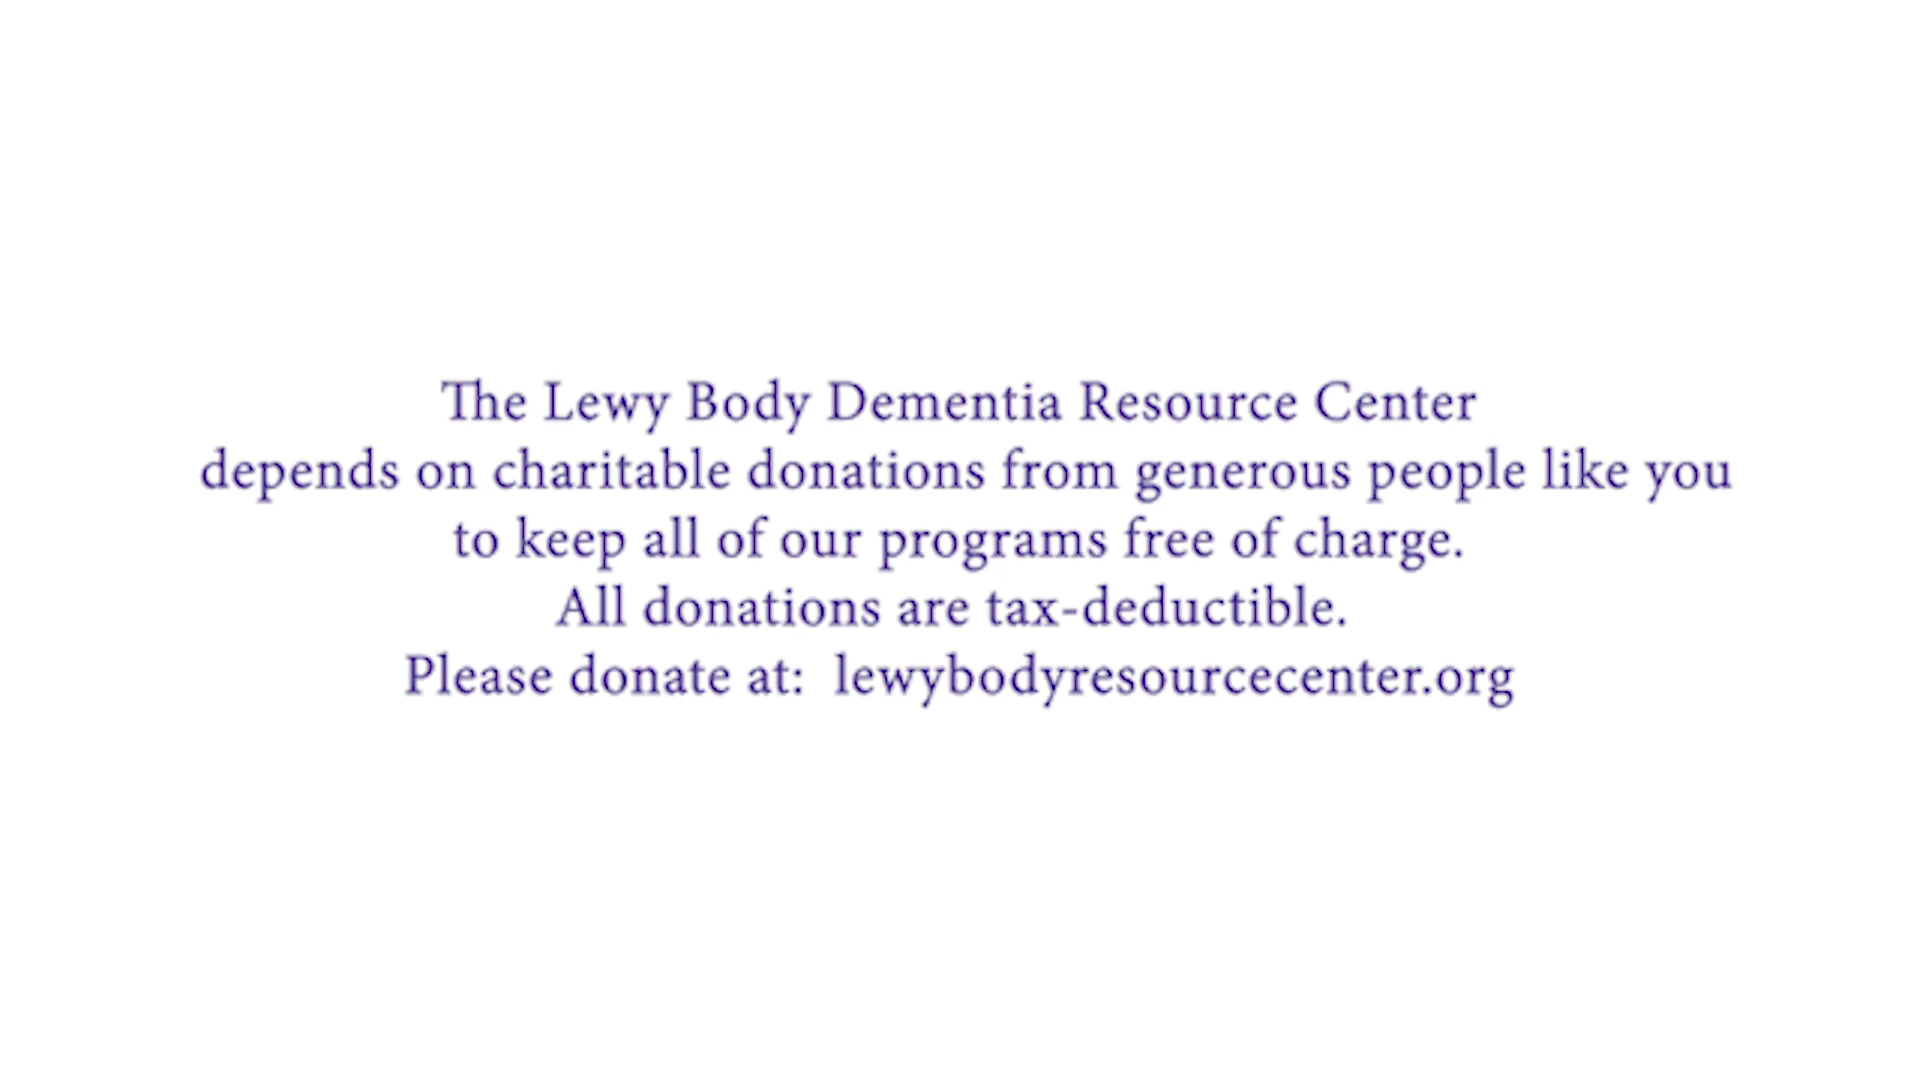 The Lewy Body Dementia Resource Center
depends on charitable donations from generous people like you
to keep all of our programs free of charge.
All donations are tax-deductible.
Please donate at:  lewybodyresourcecenter.org